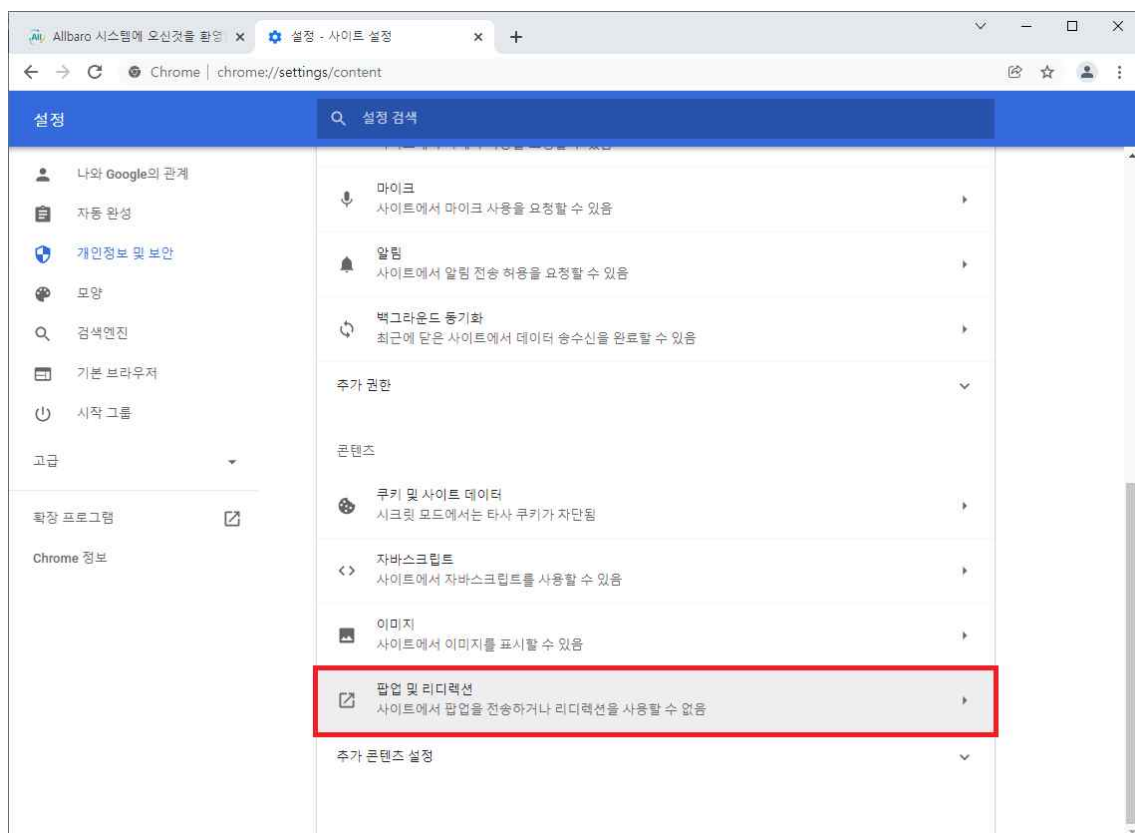 Allbaro 시스템에 오신것을 환영
설정 - 사이트 설정
Chrome | chrome://settings/content
설정
설정 검색
나와 Google의 관계
자동 완성
개인정보 및 보안
모양
검색엔진
기본 브라우저
시작 그룹
고급
확장 프로그램
Chrome 정보
마이크
사이트에서 마이크 사용을 요청할 수 있음
알림
사이트에서 알림 전송 허용을 요청할 수 있음
백그라운드 동기화
최근에 닫은 사이트에서 데이터 송수신을 완료할 수 있음
추가 권한
콘텐츠
쿠키 및 사이트 데이터
시크릿 모드에서는 타사 쿠키가 차단됨
자바스크립트
사이트에서 자바스크립트를 사용할 수 있음
이미지
사이트에서 이미지를 표시할 수 있음
팝업 및 리디렉션
사이트에서 팝업을 전송하거나 리디렉션을 사용할 수 없음
추가 콘텐츠 설정